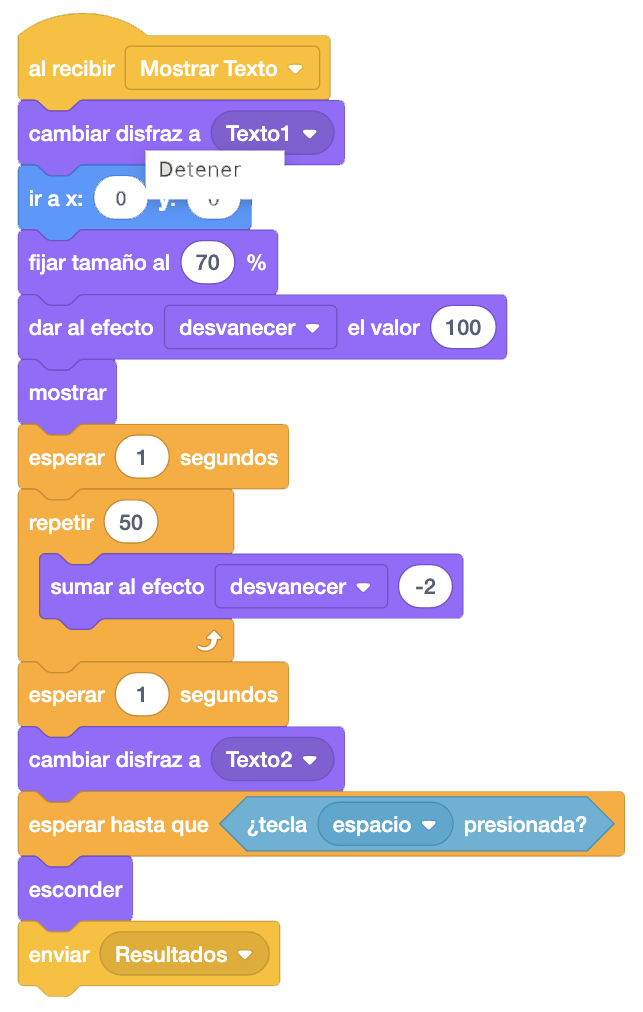 al recibir Mostrar Texto
cambiar disfraz a Texto1
Detener
ir a x: 0 y: 0
fijar tamaño al 70 %
dar al efecto desvanecer el valor 100
mostrar
esperar 1 segundos
repetir 50
sumar al efecto desvanecer -2
esperar 1 segundos
cambiar disfraz a Texto2
esperar hasta que ¿tecla espacio presionada?
esconder
enviar Resultados